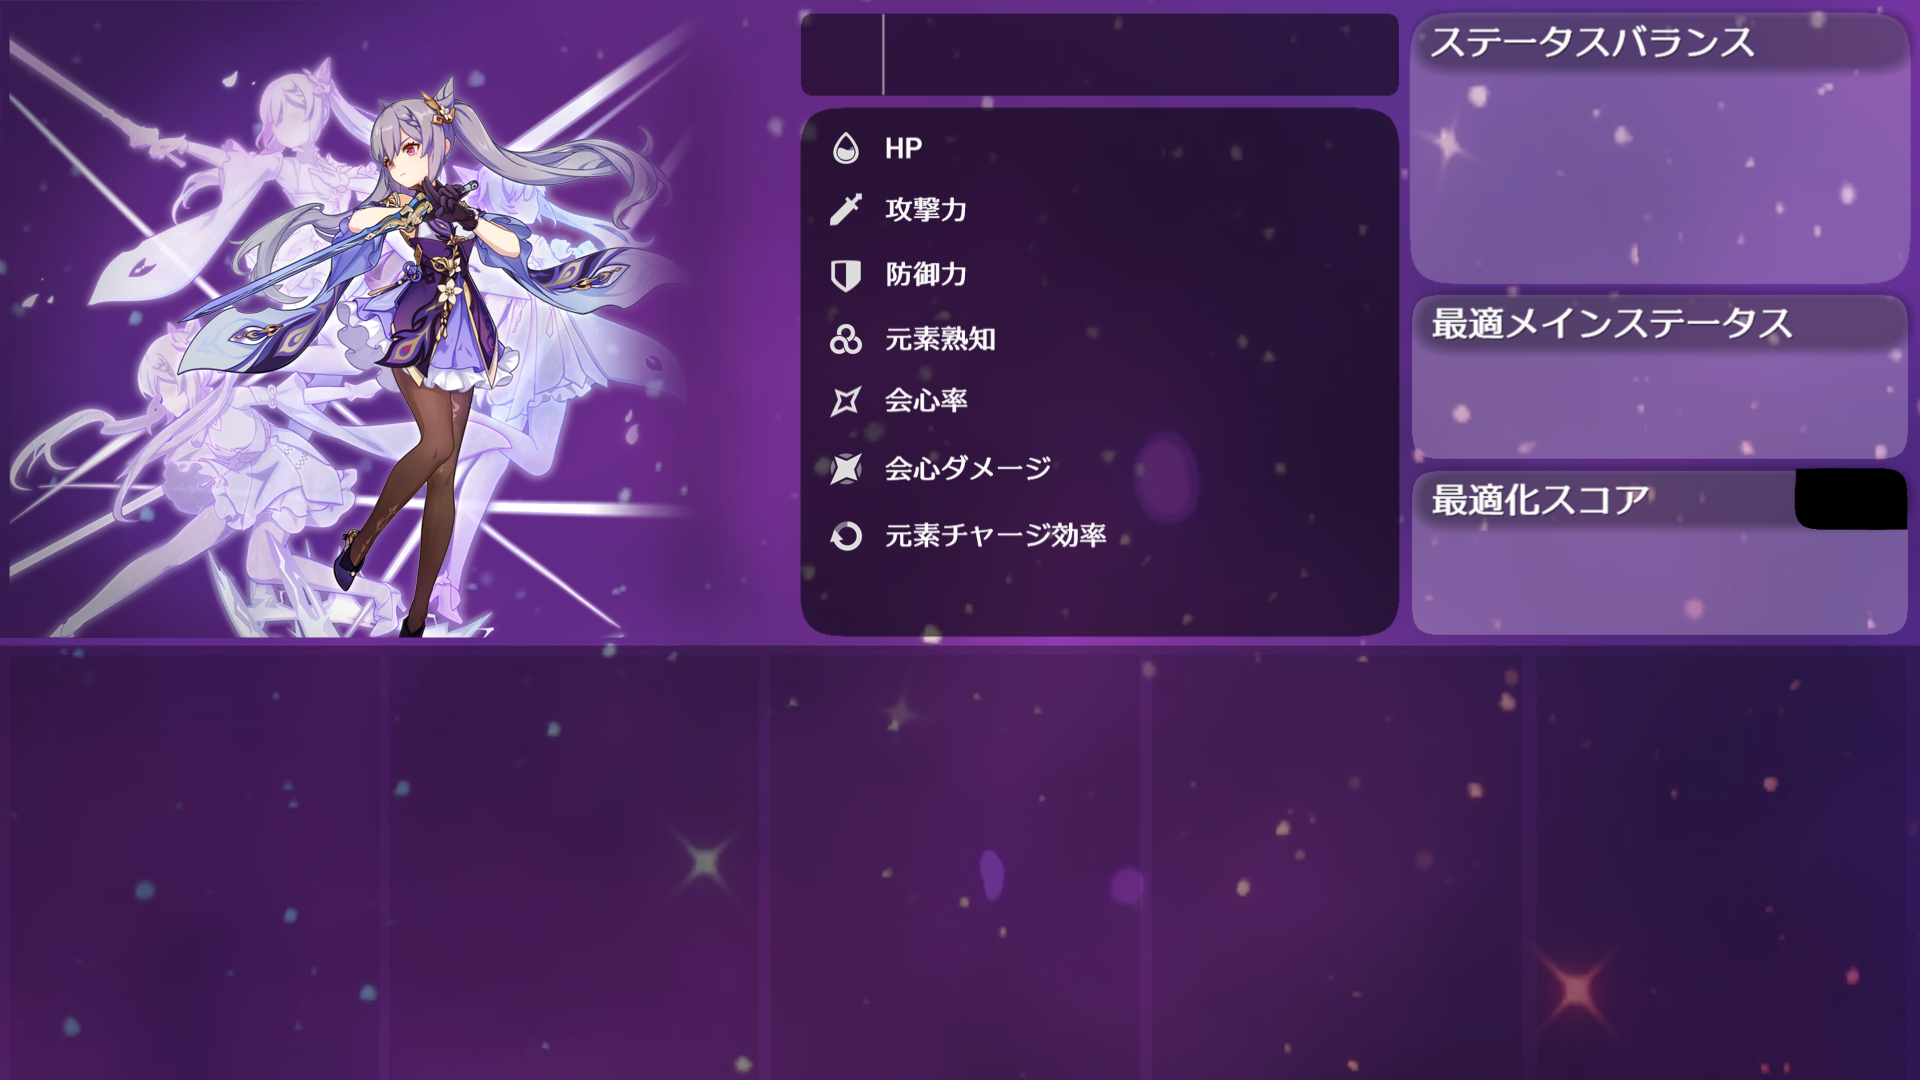 HP
攻撃力
防御力
元素熟知
会心率
会心ダメージ
元素チャージ効率
ステータスバランス
最適メインステータス
最適化スコア